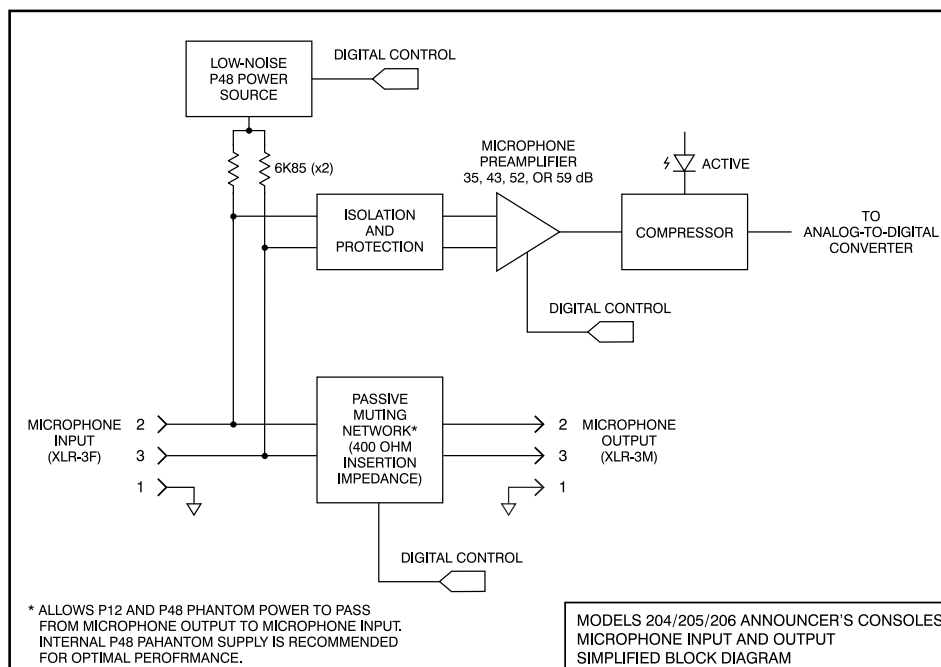 LOW-NOISE
P48 POWER
SOURCE
DIGITAL CONTROL
6K85 (x2)
MICROPHONE
PREAMPLIFIER
35, 43, 52, OR 59 dB
ACTIVE
ISOLATION
AND
PROTECTION
COMPRESSOR
TO
ANALOG-TO-DIGITAL
CONVERTER
DIGITAL CONTROL
MICROPHONE
INPUT
(XLR-3F)
2
3
1
PASSIVE
MUTING
NETWORK*
(400 OHM
INSERTION
IMPEDANCE)
2
3
1
MICROPHONE
OUTPUT
(XLR-3M)
DIGITAL CONTROL
* ALLOWS P12 AND P48 PHANTOM POWER TO PASS
FROM MICROPHONE OUTPUT TO MICROPHONE INPUT.
INTERNAL P48 PAHANTOM SUPPLY IS RECOMMENDED
FOR OPTIMAL PEROFRMANCE.
MODELS 204/205/206 ANNOUNCER'S CONSOLES
MICROPHONE INPUT AND OUTPUT
SIMPLIFIED BLOCK DIAGRAM